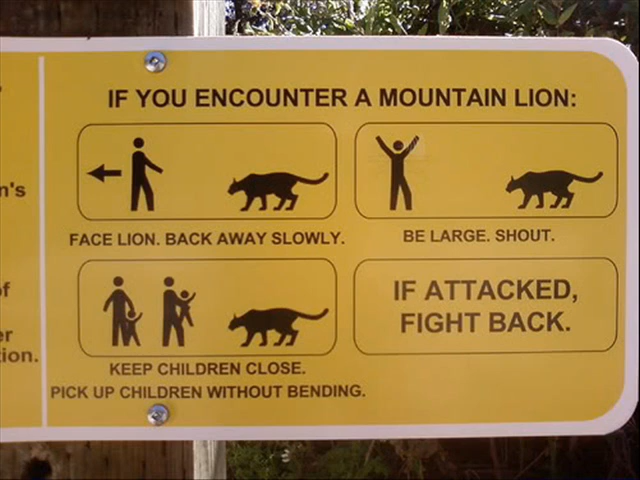 n's
of
er
ion.
IF YOU ENCOUNTER A MOUNTAIN LION:
FACE LION. BACK AWAY SLOWLY.
BE LARGE. SHOUT.
KEEP CHILDREN CLOSE.
PICK UP CHILDREN WITHOUT BENDING.
IF ATTACKED,
FIGHT BACK.